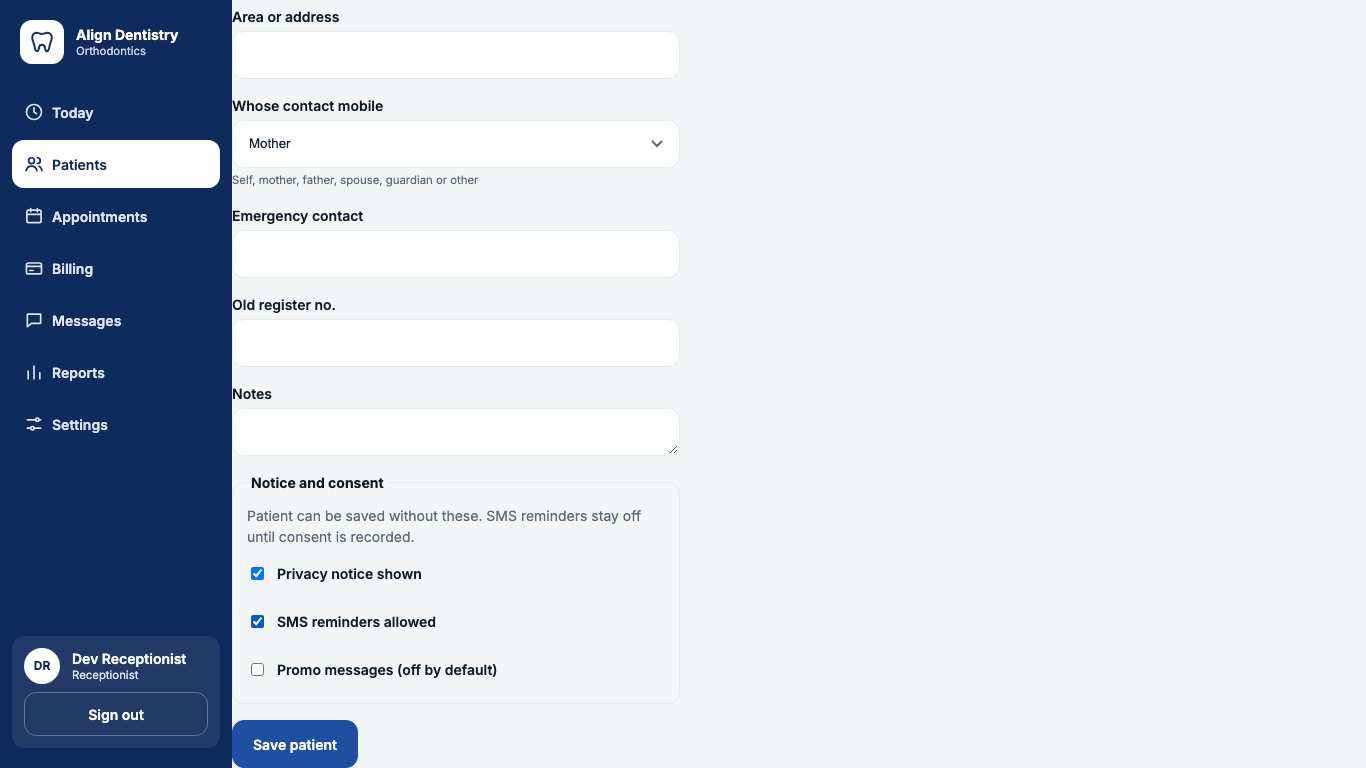 Align Dentistry
Orthodontics
Today
Patients
Appointments
Billing
Messages
Reports
Settings
DR
Dev Receptionist
Receptionist
Sign out
Area or address
Whose contact mobile
Mother
Self, mother, father, spouse, guardian or other
Emergency contact
Old register no.
Notes
Notice and consent
Patient can be saved without these. SMS reminders stay off
until consent is recorded.
Privacy notice shown
SMS reminders allowed
Promo messages (off by default)
Save patient